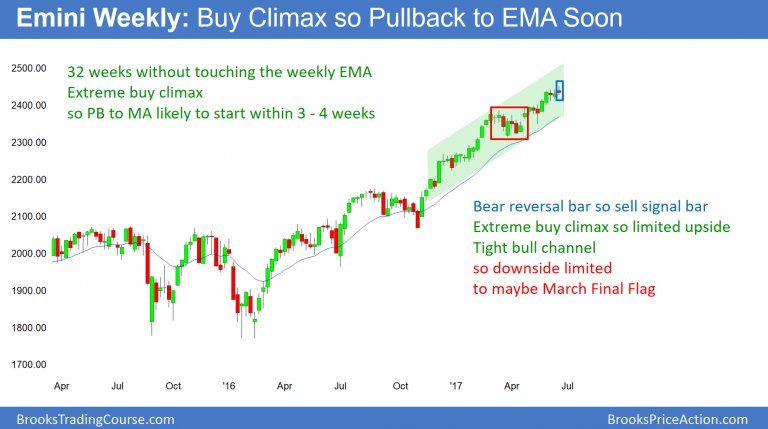 Emini Weekly: Buy Climax so Pullback to EMA Soon
32 weeks without touching the weekly EMA
Extreme buy climax
so PB to MA likely to start within 3 - 4 weeks
2500.00
2400.00
2300.00
2200.00
2100.00
2000.00
1900.00
1800.00
1700.00
Bear reversal bar so sell signal bar
Extreme buy climax so limited upside
Tight bull channel
so downside limited
to maybe March Final Flag
Apr Jul Oct '16 Apr Jul Oct '17 Apr Jul
BrooksTradingCourse.com BrooksPriceAction.com